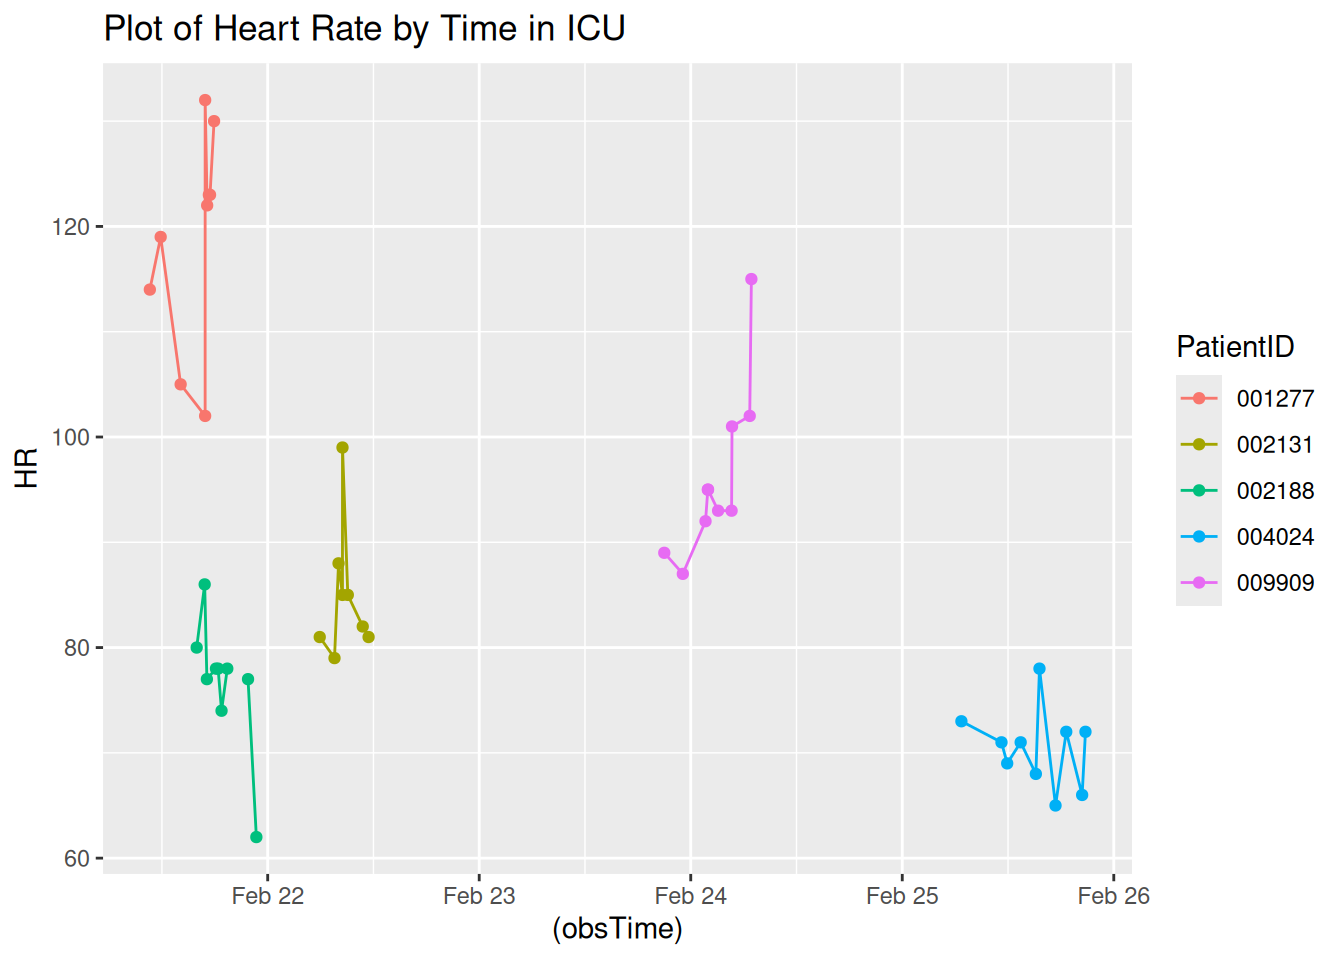 Plot of Heart Rate by Time in ICU
120
100
80
60
HR
Feb 22
Feb 23
Feb 24
Feb 25
Feb 26
(obsTime)
PatientID
001277
002131
002188
004024
009909